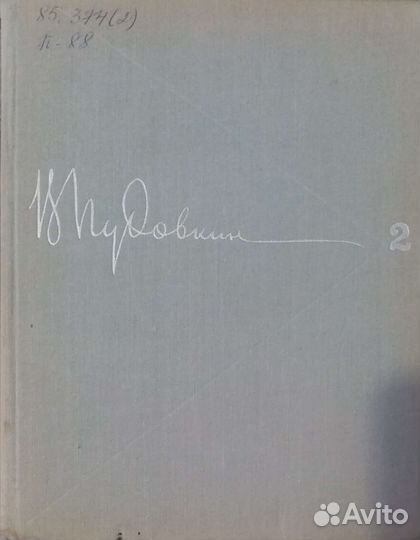 85. 374(2)
П-88
В Пудовкин
2
Avito